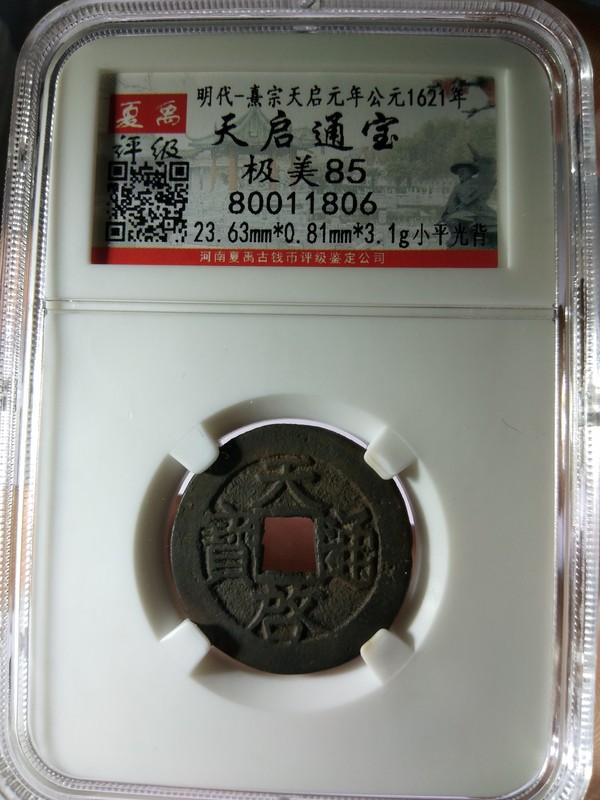 明代-熹宗天启元年公元1621年
夏禹
评级
天启通宝
极美85
80011806
23.63mm*0.81mm*3.1g小平光背
河南夏禹古钱币评级鉴定公司
天
寶 通
啓